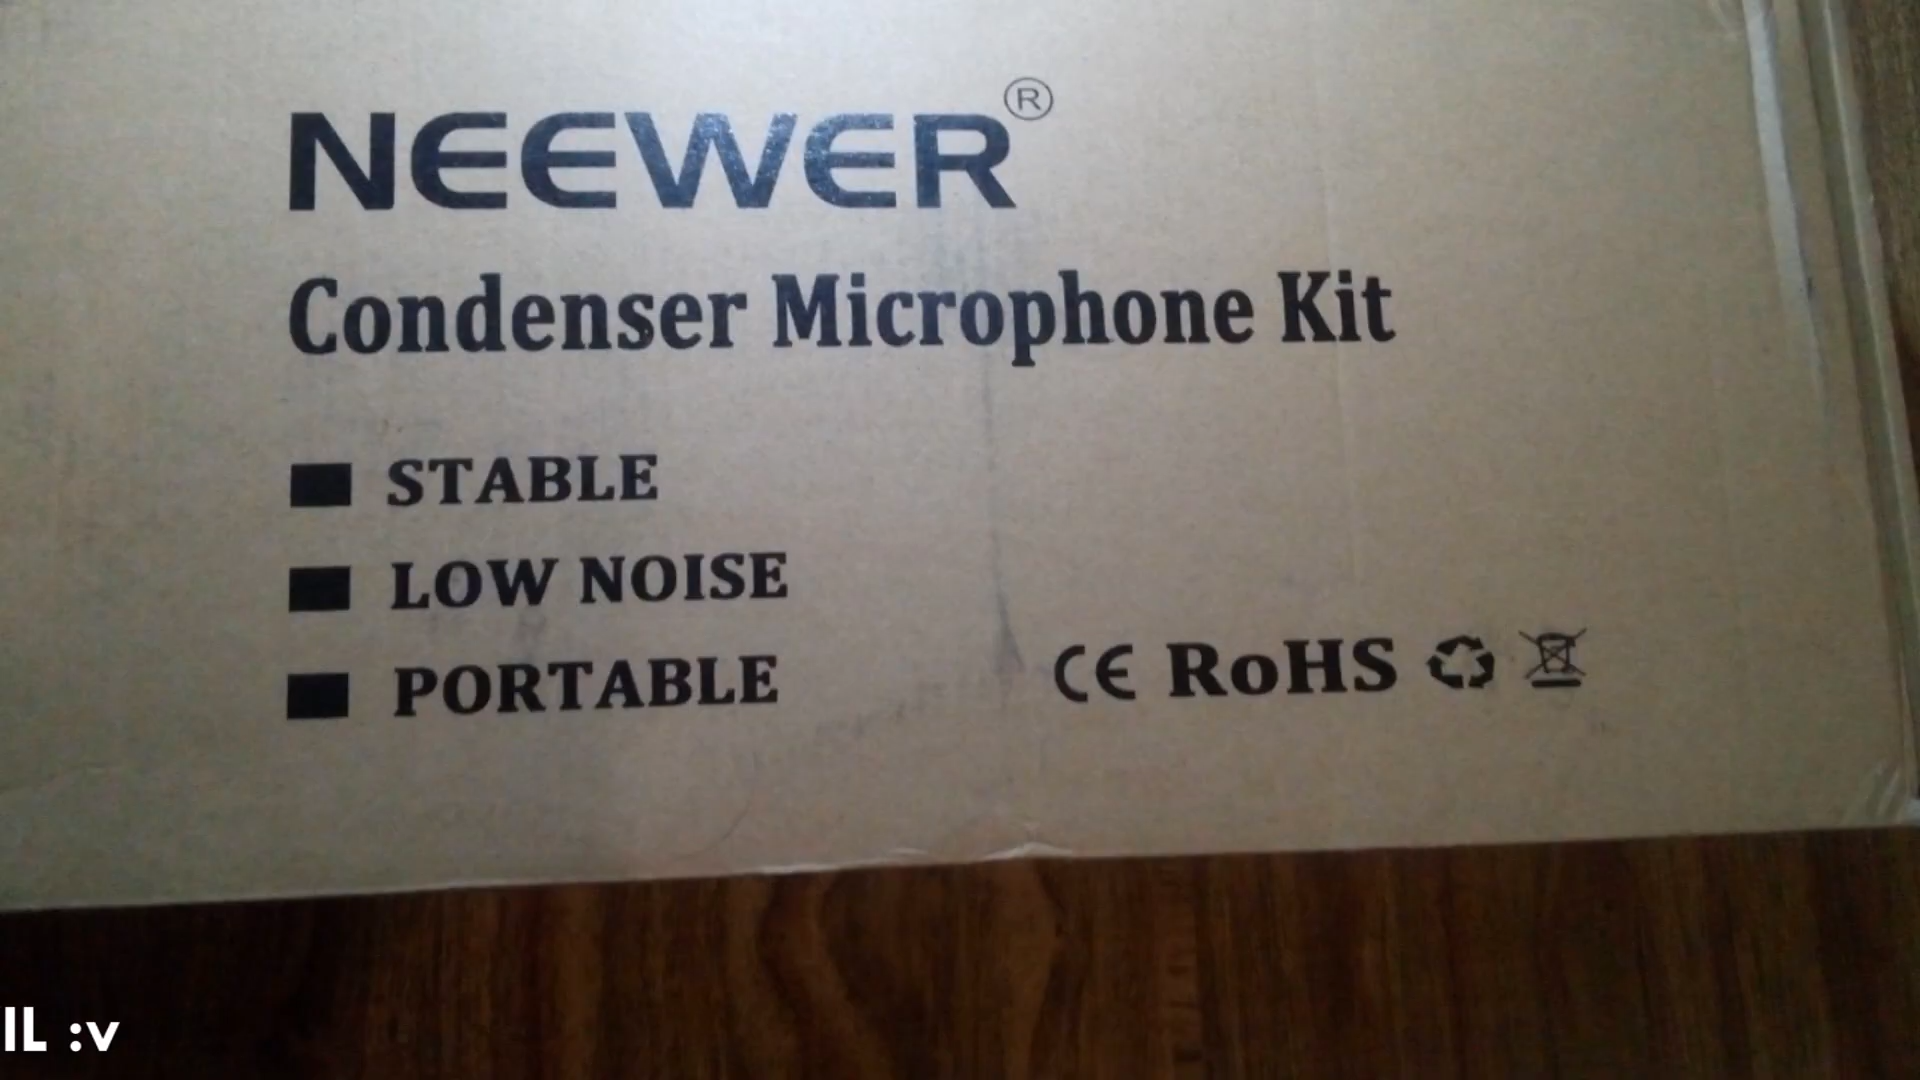 NEEWER®
Condenser Microphone Kit
STABLE
LOW NOISE
PORTABLE
CE RoHS
IL :v